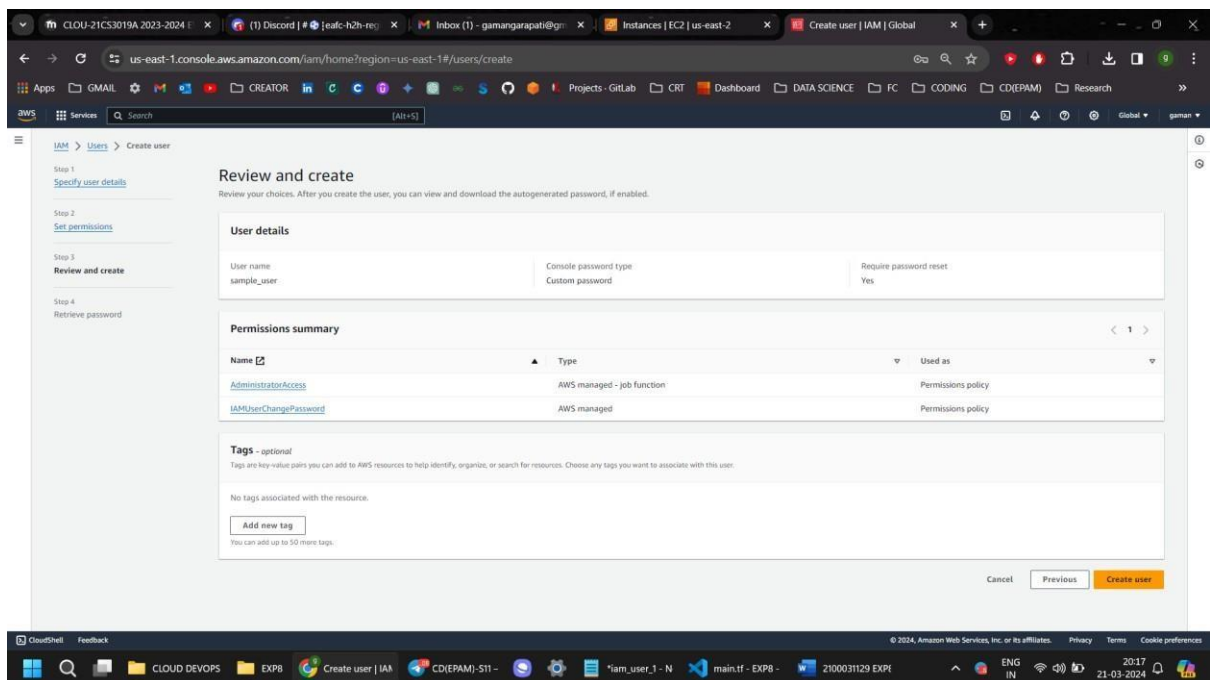 CLOU-21CS3019A 2023-2024 E
(1) Discord | # [eafc-h2h-reg
Inbox (1) - gamangarapati@gm
Instances | EC2 | us-east-2
Create user | IAM | Global
us-east-1.console.aws.amazon.com/iam/home?region=us-east-1#/users/create
Apps GMAIL CREATOR Projects · GitLab CRT Dashboard DATA SCIENCE FC CODING CD(EPAM) Research
aws Services Search [Alt+S] Global gaman
IAM > Users > Create user
Step 1
Specify user details
Step 2
Set permissions
Step 3
Review and create
Step 4
Retrieve password
Review and create
Review your choices. After you create the user, you can view and download the autogenerated password, if enabled.
User details
User name Console password type Require password reset
sample_user Custom password Yes
Permissions summary 1
Name Type Used as
AdministratorAccess AWS managed - job function Permissions policy
IAMUserChangePassword AWS managed Permissions policy
Tags - optional
Tags are key-value pairs you can add to AWS resources to help identify, organize, or search for resources. Choose any tags you want to associate with this user.
No tags associated with the resource.
Add new tag
You can add up to 50 more tags.
Cancel Previous Create user
CloudShell Feedback © 2024, Amazon Web Services, Inc. or its affiliates. Privacy Terms Cookie preferences
CLOUD DEVOPS EXP8 Create user | IAM CD(EPAM)-S11 – *iam_user_1 - N main.tf - EXP8 - 2100031129 EXP8 ENG 20:17
IN 21-03-2024